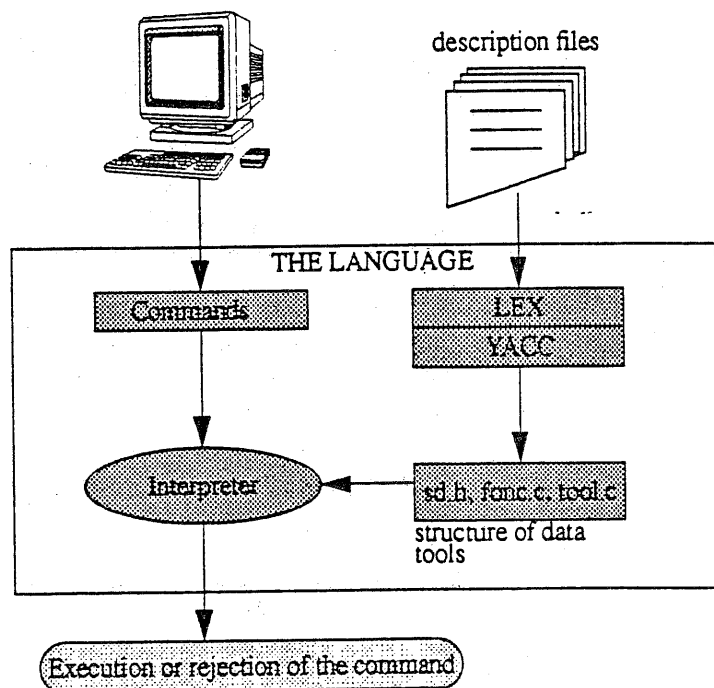 description files
THE LANGUAGE
Commands
LEX
YACC
Interpreter
sd.h, fonc.c, tool.c
structure of data
tools
Execution or rejection of the command